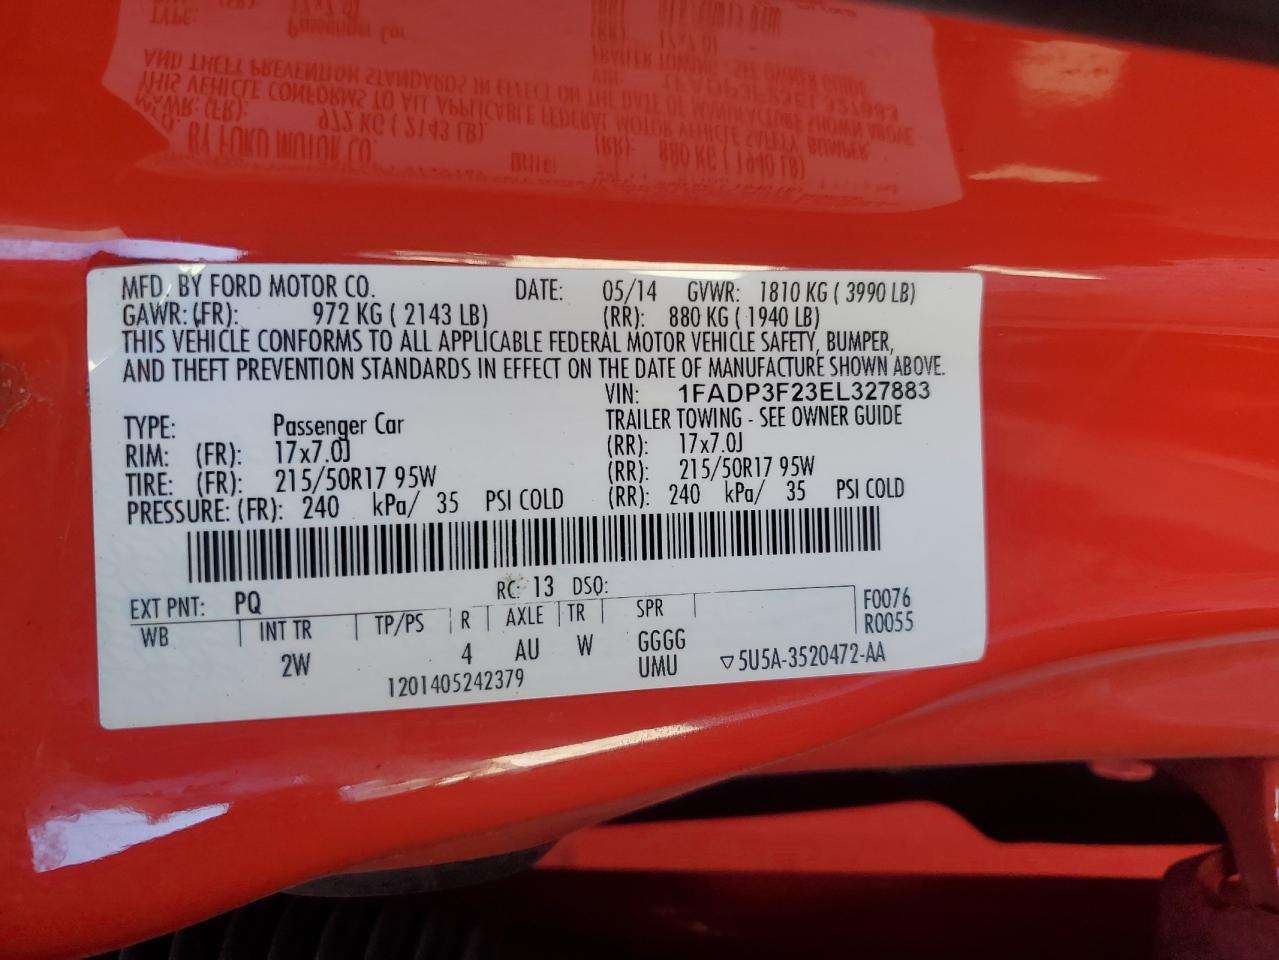 MFD. BY FORD MOTOR CO. DATE: 05/14 GVWR: 1810 KG ( 3990 LB)
GAWR: (FR): 972 KG ( 2143 LB) (RR): 880 KG ( 1940 LB)
THIS VEHICLE CONFORMS TO ALL APPLICABLE FEDERAL MOTOR VEHICLE SAFETY, BUMPER,
AND THEFT PREVENTION STANDARDS IN EFFECT ON THE DATE OF MANUFACTURE SHOWN ABOVE.
VIN: 1FADP3F23EL327883
TYPE: Passenger Car TRAILER TOWING - SEE OWNER GUIDE
RIM: (FR): 17x7.0J (RR): 17x7.0J
TIRE: (FR): 215/50R17 95W (RR): 215/50R17 95W
PRESSURE: (FR): 240 kPa/ 35 PSI COLD (RR): 240 kPa/ 35 PSI COLD
EXT PNT: PQ RC: 13 DSO: F0076
WB INT TR TP/PS R AXLE TR SPR R0055
2W 4 AU W GGGG
UMU ▽5U5A-3520472-AA
1201405242379